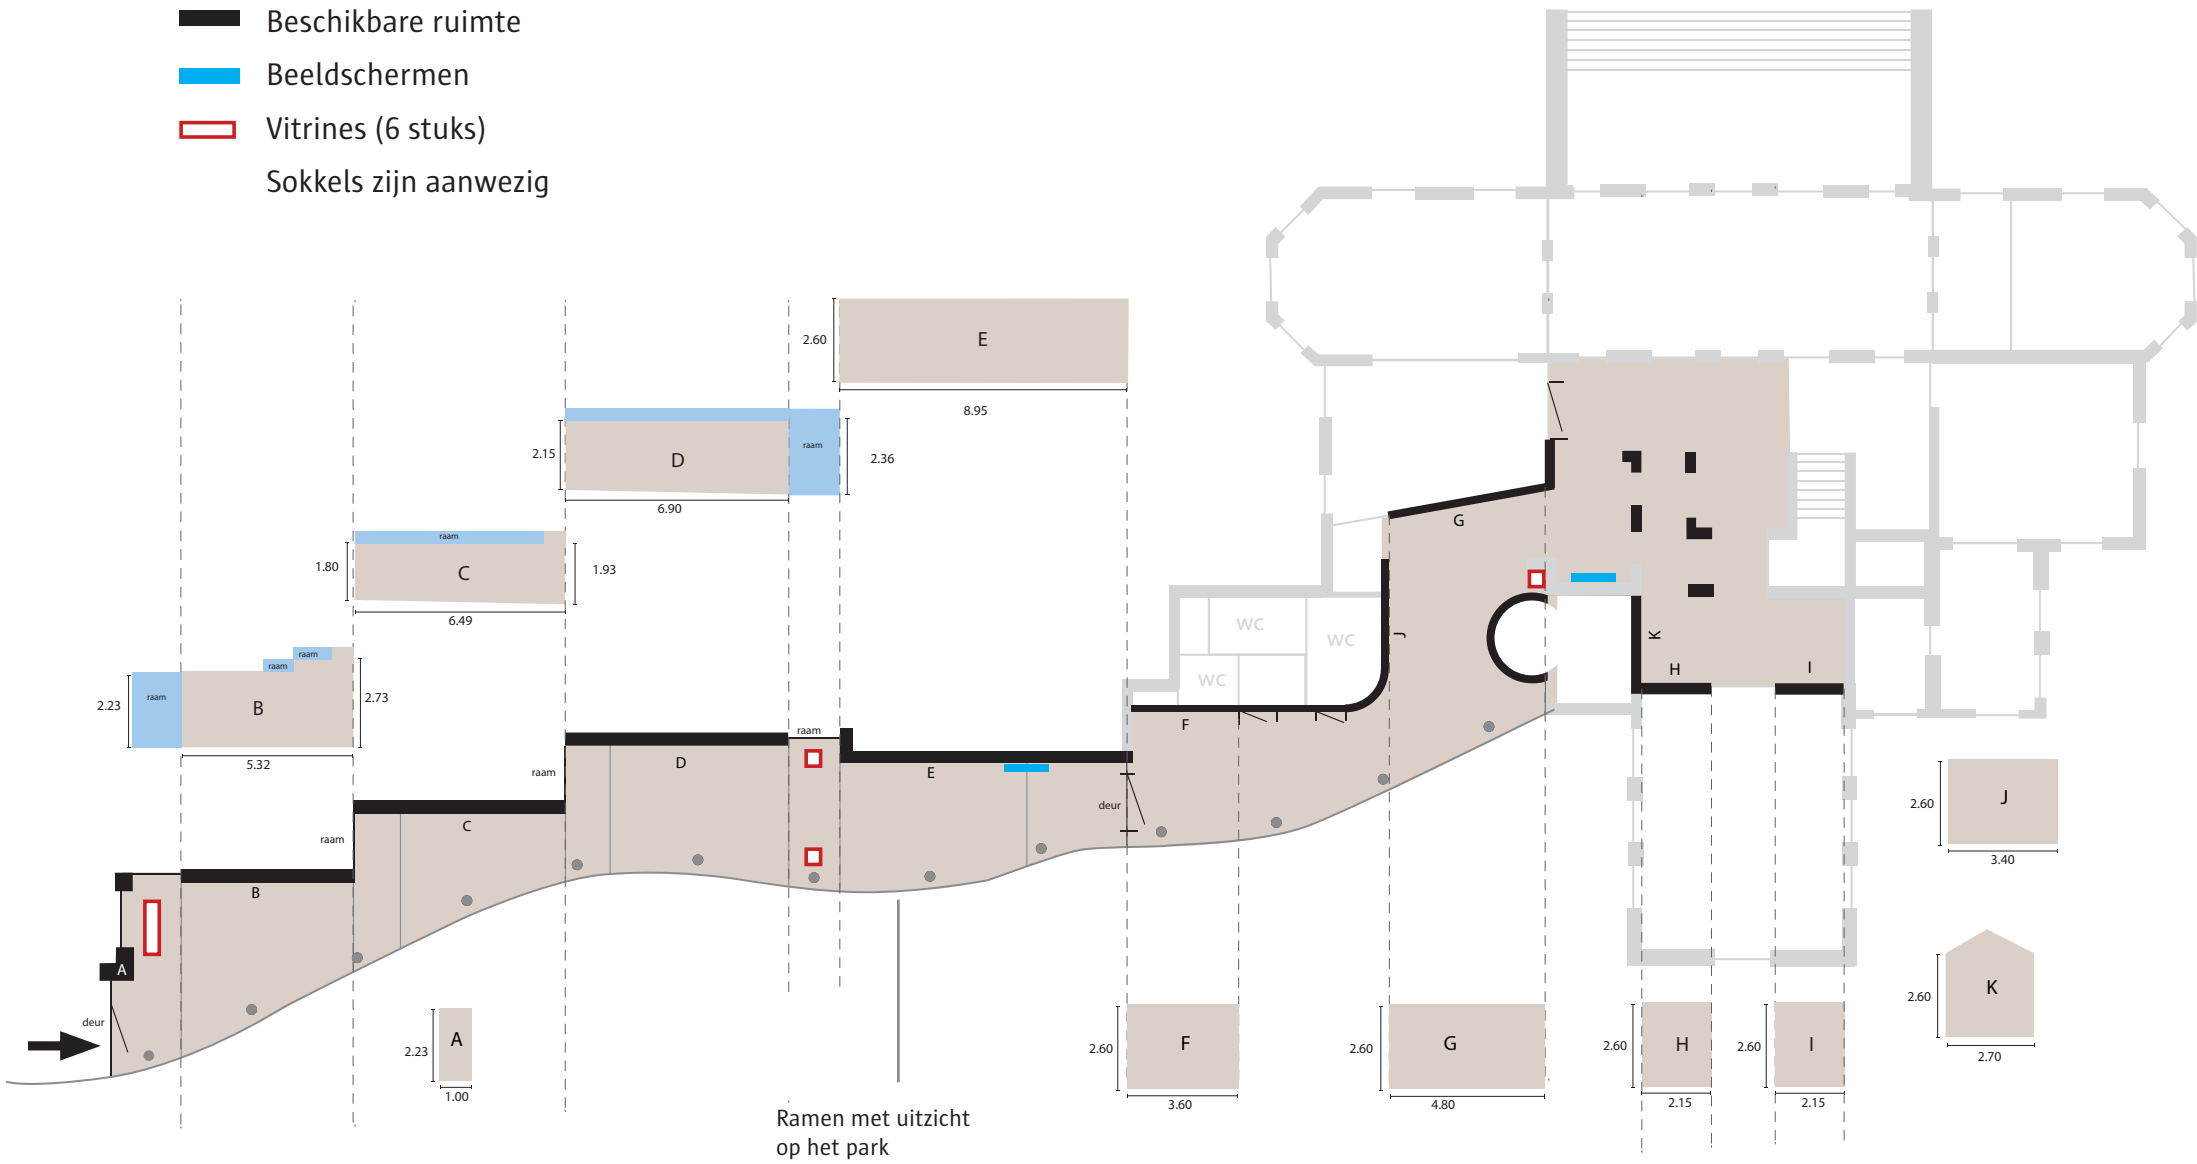 Beschikbare ruimte
Beeldschermen
Vitrines (6 stuks)
Sokkels zijn aanwezig
2.60
E
8.95
2.15
D
raam
2.36
6.90
raam
1.80
C
1.93
6.49
raam
raam
raam
2.23
B
2.73
5.32
G
WC
WC
WC
J
K
H
I
F
raam
D
E
raam
deur
C
raam
B
A
deur
2.60
J
3.40
2.60
K
2.70
2.23
A
1.00
2.60
F
3.60
2.60
G
4.80
2.60
H
2.15
2.60
I
2.15
Ramen met uitzicht
op het park